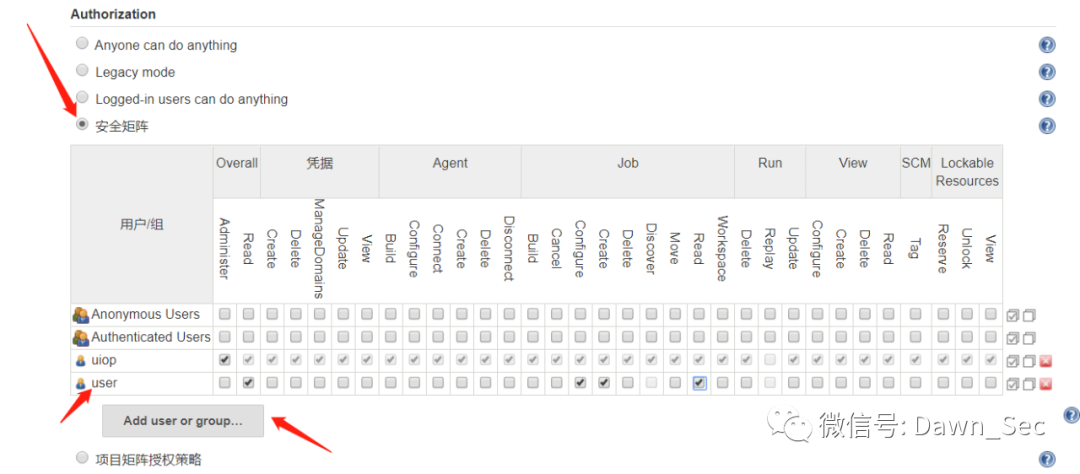 Authorization
Anyone can do anything
Legacy mode
Logged-in users can do anything
安全矩阵
用户/组 Overall 凭据 Agent Job Run View SCM Lockable Resources
Administer Read Create Delete ManageDomains Update View Build Configure Connect Create Delete Disconnect Build Cancel Configure Create Delete Discover Move Read Workspace Delete Replay Update Configure Create Delete Read Tag Reserve Unlock View
Anonymous Users
Authenticated Users
uiop
user
Add user or group...
微信号: Dawn_Sec
项目矩阵授权策略